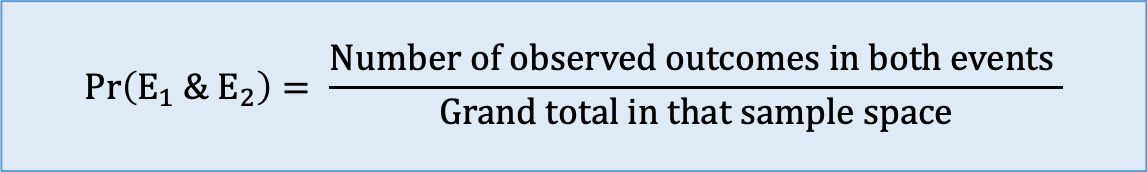 Number of observed outcomes in both events
Pr(E₁ & E₂) =
Grand total in that sample space